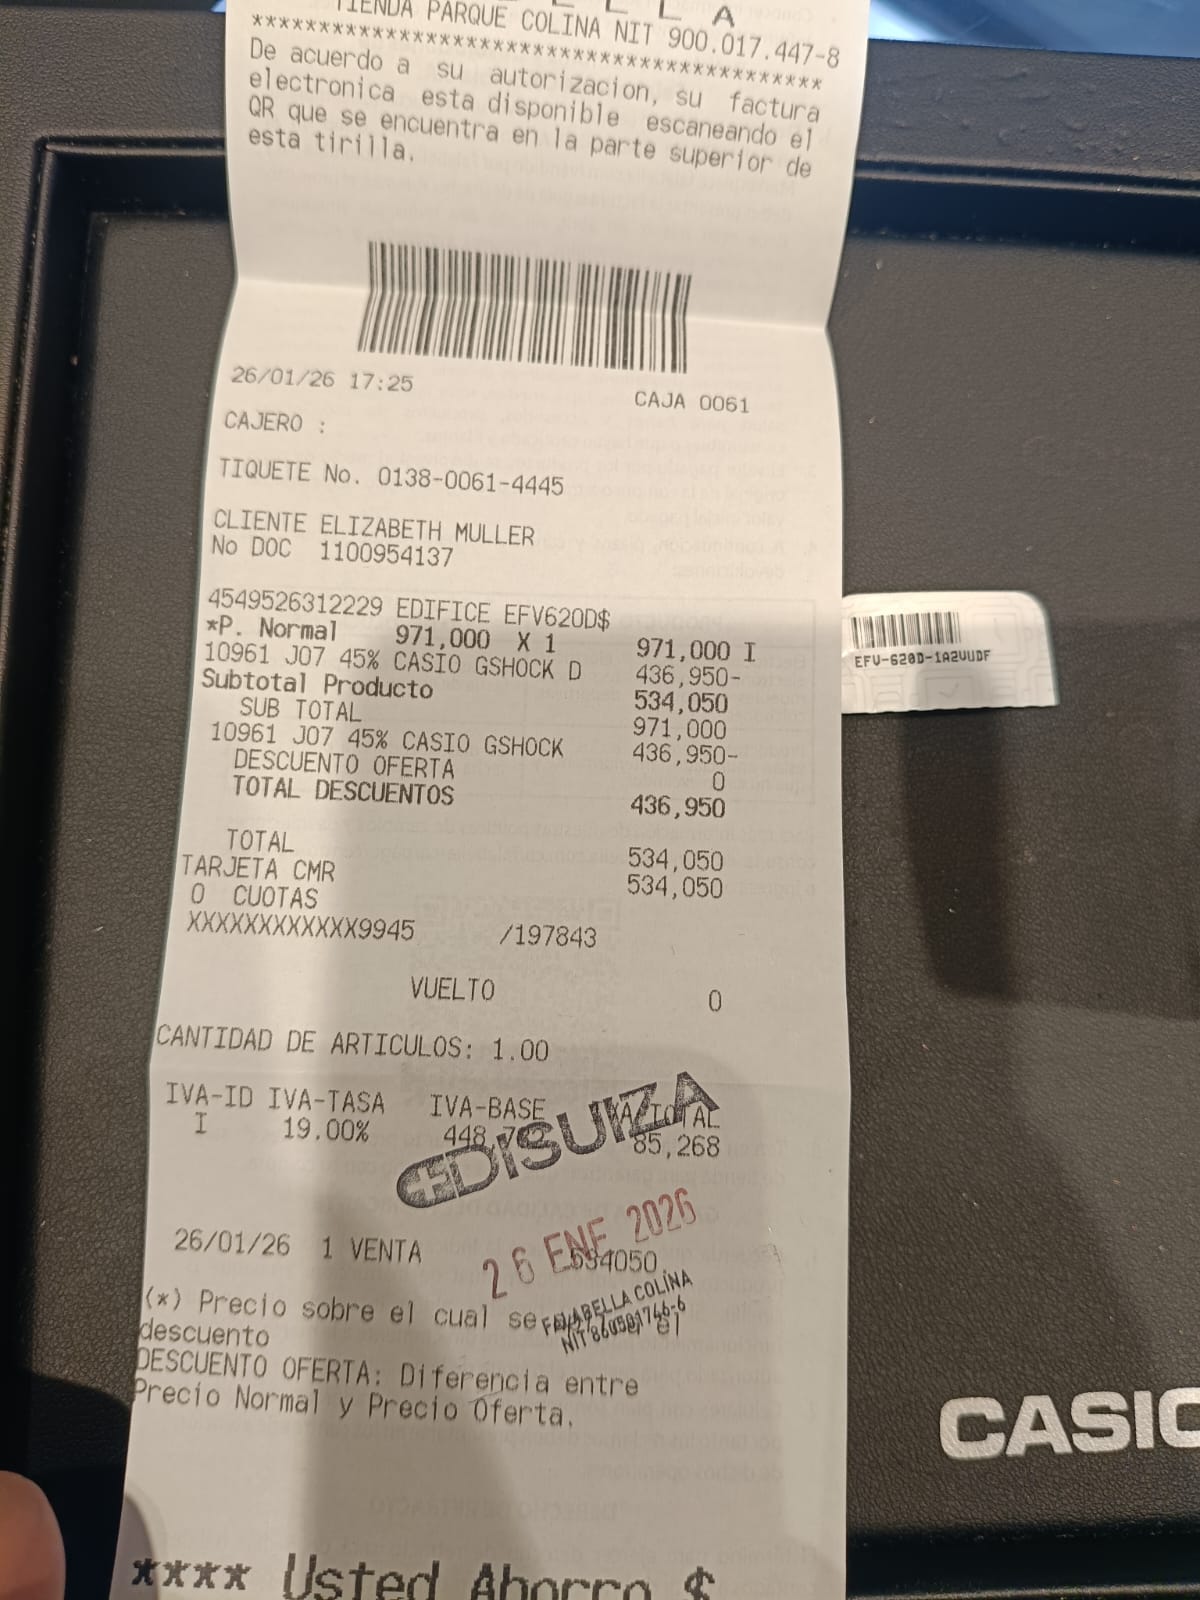 TIENDA PARQUE COLINA NIT 900.017.447-8
****************************************
De acuerdo a su autorizacion, su factura
electronica esta disponible escaneando el
QR que se encuentra en la parte superior de
esta tirilla.
26/01/26 17:25 CAJA 0061
CAJERO :
TIQUETE No. 0138-0061-4445
CLIENTE ELIZABETH MULLER
No DOC 1100954137
4549526312229 EDIFICE EFV620D$
*P. Normal 971,000 X 1 971,000 I
10961 J07 45% CASIO GSHOCK D 436,950-
Subtotal Producto 534,050
SUB TOTAL 971,000
10961 J07 45% CASIO GSHOCK 436,950-
DESCUENTO OFERTA 0
TOTAL DESCUENTOS 436,950
TOTAL 534,050
TARJETA CMR 534,050
0 CUOTAS
XXXXXXXXXXXX9945 /197843
VUELTO 0
CANTIDAD DE ARTICULOS: 1.00
IVA-ID IVA-TASA IVA-BASE
I 19.00% 85,268
DISUIZA
26/01/26 1 VENTA
26 ENE 2026
FALABELLA COLINA
(*) Precio sobre el cual se el
descuento
DESCUENTO OFERTA: Diferencia entre
Precio Normal y Precio Oferta.
**** Usted Ahorro $
EFV-620D-1A2VUDF
CASIO